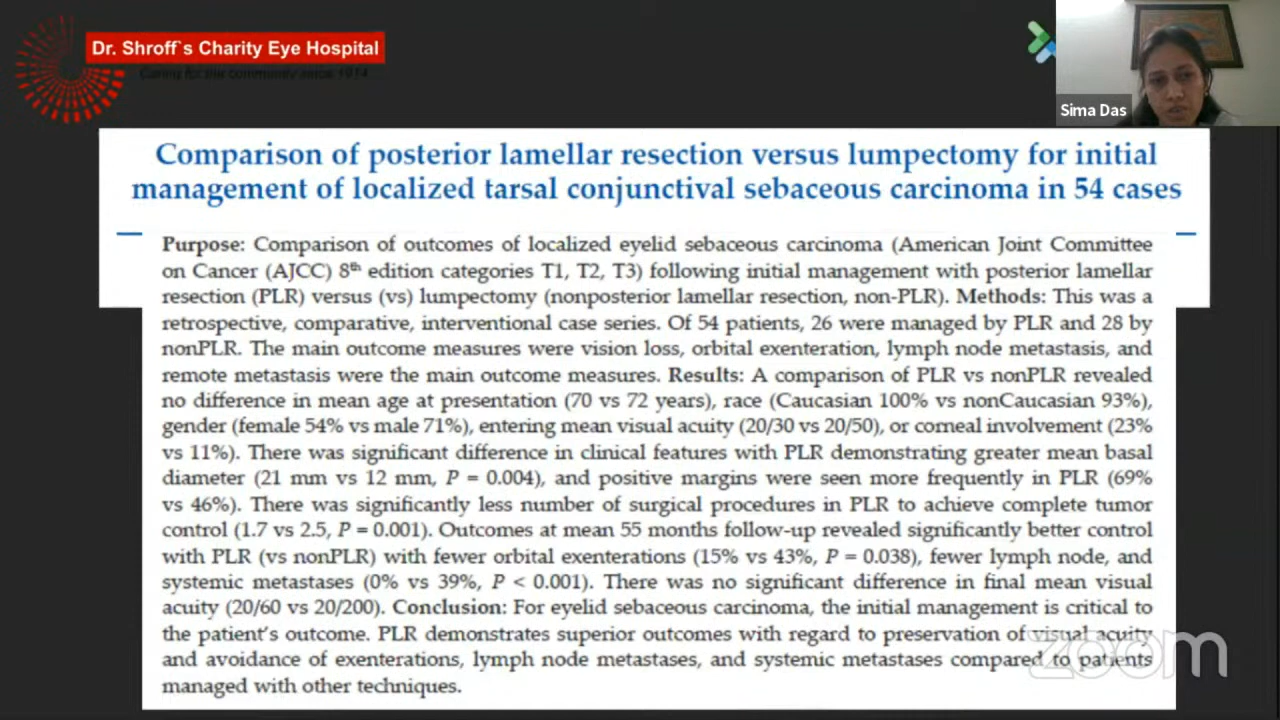 Dr. Shroff`s Charity Eye Hospital
Caring for the community since 1914
Sima Das
Comparison of posterior lamellar resection versus lumpectomy for initial
management of localized tarsal conjunctival sebaceous carcinoma in 54 cases
Purpose: Comparison of outcomes of localized eyelid sebaceous carcinoma (American Joint Committee
on Cancer (AJCC) 8th edition categories T1, T2, T3) following initial management with posterior lamellar
resection (PLR) versus (vs) lumpectomy (nonposterior lamellar resection, non-PLR). Methods: This was a
retrospective, comparative, interventional case series. Of 54 patients, 26 were managed by PLR and 28 by
nonPLR. The main outcome measures were vision loss, orbital exenteration, lymph node metastasis, and
remote metastasis were the main outcome measures. Results: A comparison of PLR vs nonPLR revealed
no difference in mean age at presentation (70 vs 72 years), race (Caucasian 100% vs nonCaucasian 93%),
gender (female 54% vs male 71%), entering mean visual acuity (20/30 vs 20/50), or corneal involvement (23%
vs 11%). There was significant difference in clinical features with PLR demonstrating greater mean basal
diameter (21 mm vs 12 mm, P = 0.004), and positive margins were seen more frequently in PLR (69%
vs 46%). There was significantly less number of surgical procedures in PLR to achieve complete tumor
control (1.7 vs 2.5, P = 0.001). Outcomes at mean 55 months follow-up revealed significantly better control
with PLR (vs nonPLR) with fewer orbital exenterations (15% vs 43%, P = 0.038), fewer lymph node, and
systemic metastases (0% vs 39%, P < 0.001). There was no significant difference in final mean visual
acuity (20/60 vs 20/200). Conclusion: For eyelid sebaceous carcinoma, the initial management is critical to
the patient's outcome. PLR demonstrates superior outcomes with regard to preservation of visual acuity
and avoidance of exenterations, lymph node metastases, and systemic metastases compared to patients
managed with other techniques.
zoom